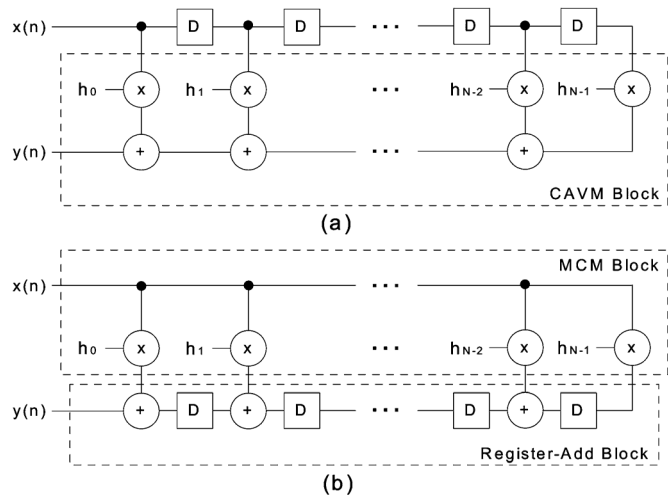 x(n) D D ... D D
h0 x h1 x ... hN-2 x hN-1 x
y(n) + + ... +
CAVM Block
(a)
MCM Block
x(n) ...
h0 x h1 x ... hN-2 x hN-1 x
y(n) + D + D ... D + D
Register-Add Block
(b)